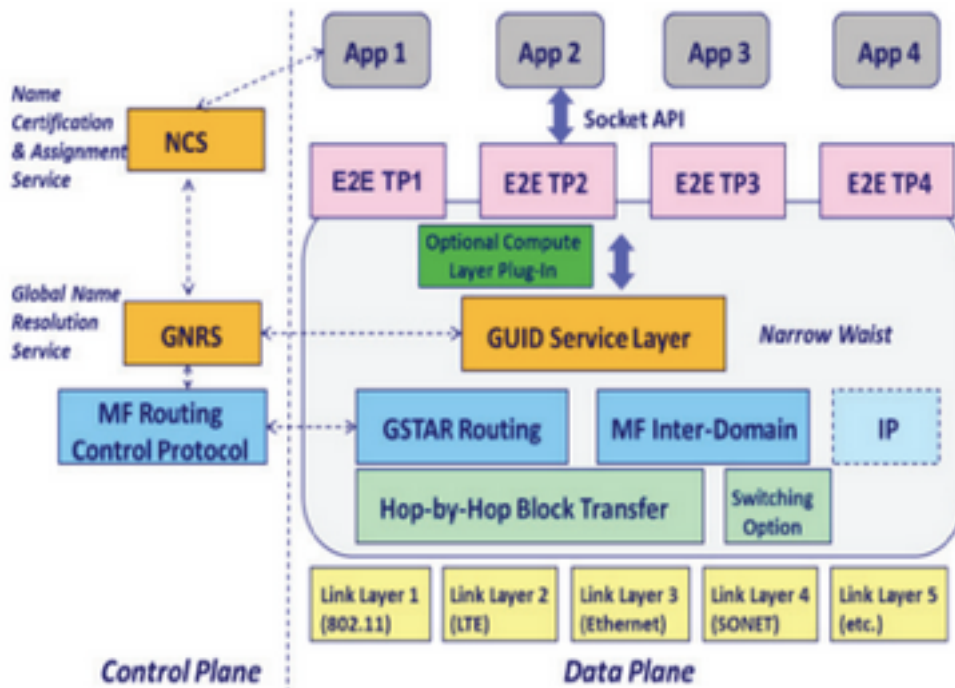 App 1
App 2
App 3
App 4
Name
Certification
& Assignment
Service
NCS
Socket API
E2E TP1
E2E TP2
E2E TP3
E2E TP4
Optional Compute
Layer Plug-In
Global Name
Resolution
Service
GNRS
GUID Service Layer
Narrow Waist
MF Routing
Control Protocol
GSTAR Routing
MF Inter-Domain
IP
Hop-by-Hop Block Transfer
Switching
Option
Link Layer 1
(802.11)
Link Layer 2
(LTE)
Link Layer 3
(Ethernet)
Link Layer 4
(SONET)
Link Layer 5
(etc.)
Control Plane
Data Plane